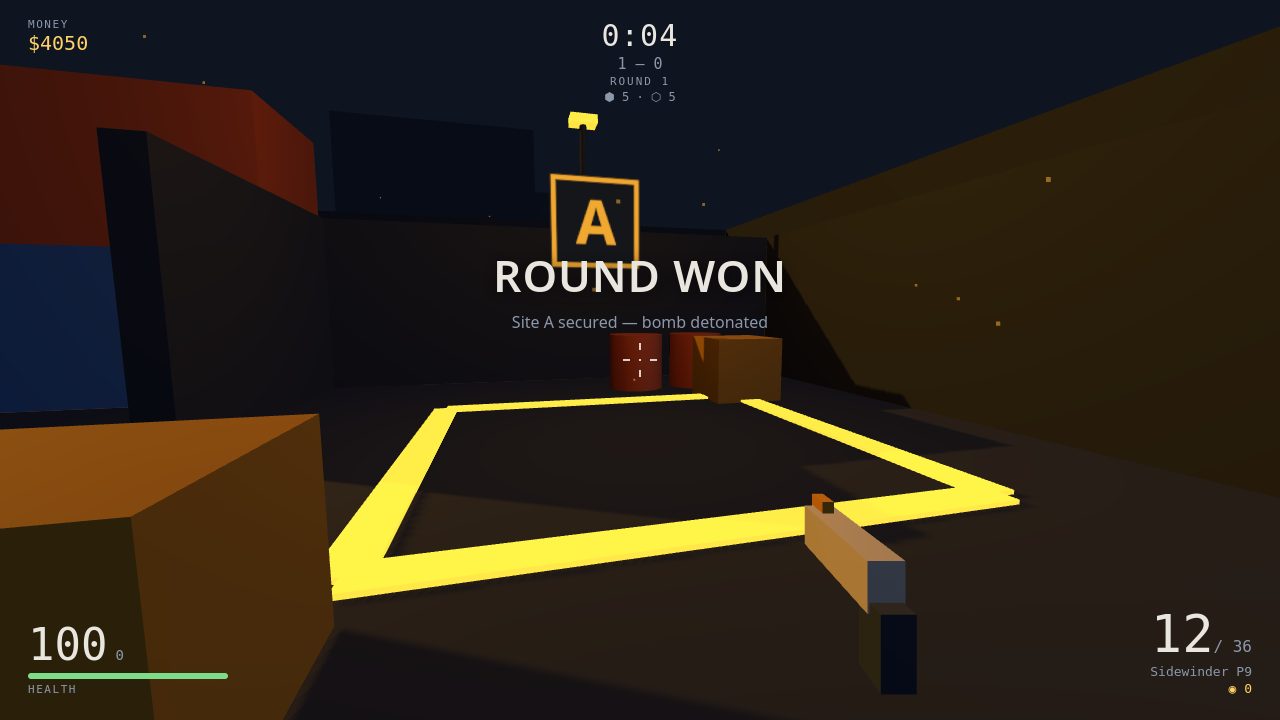 MONEY
$4050
0:04
1 — 0
ROUND 1
⬢ 5 · ⬡ 5
A
ROUND WON
Site A secured — bomb detonated
100 0
HEALTH
12 / 36
Sidewinder P9
◉ 0